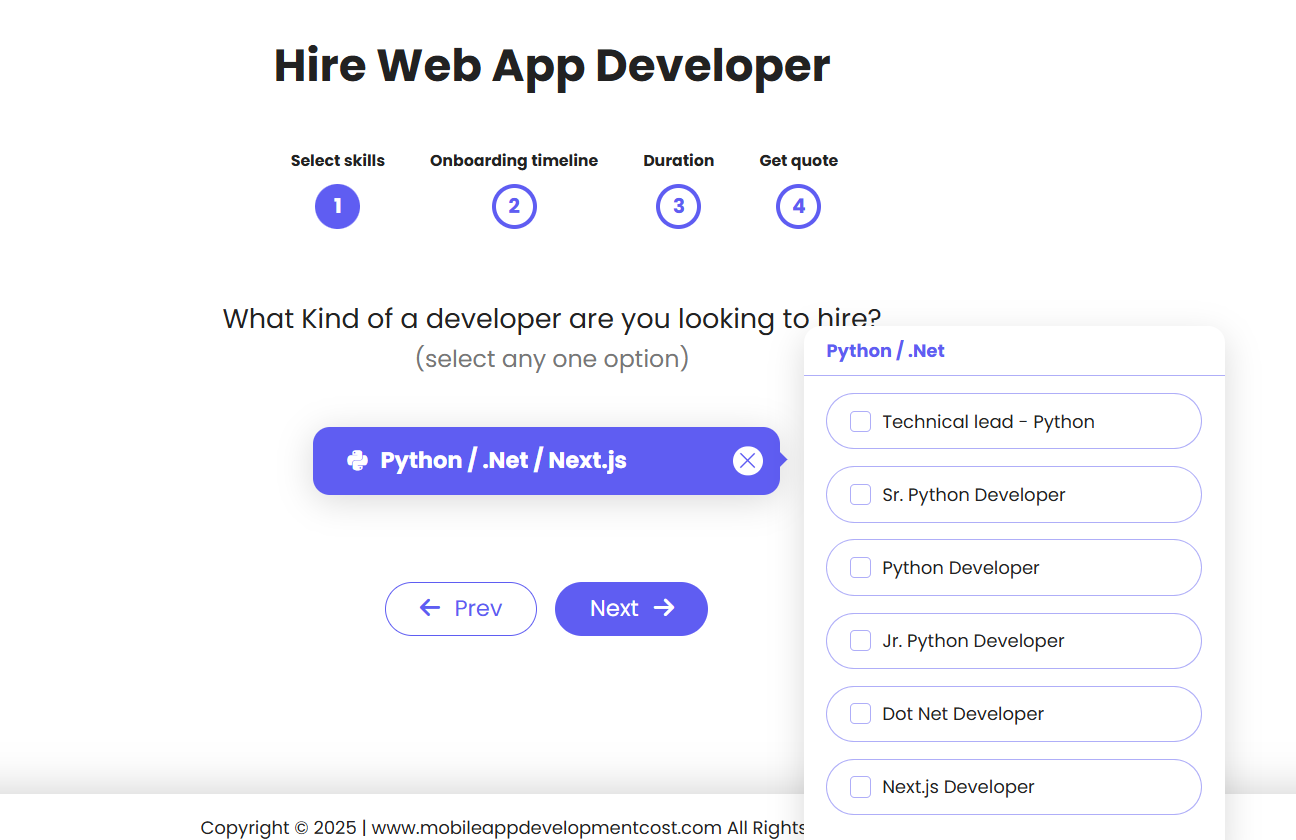 Hire Web App Developer
Select skills
Onboarding timeline
Duration
Get quote
1
2
3
4
What Kind of a developer are you looking to hire?
(select any one option)
Python / .Net / Next.js
Prev
Next
Python / .Net
Technical lead - Python
Sr. Python Developer
Python Developer
Jr. Python Developer
Dot Net Developer
Next.js Developer
Copyright © 2025 | www.mobileappdevelopmentcost.com All Rights